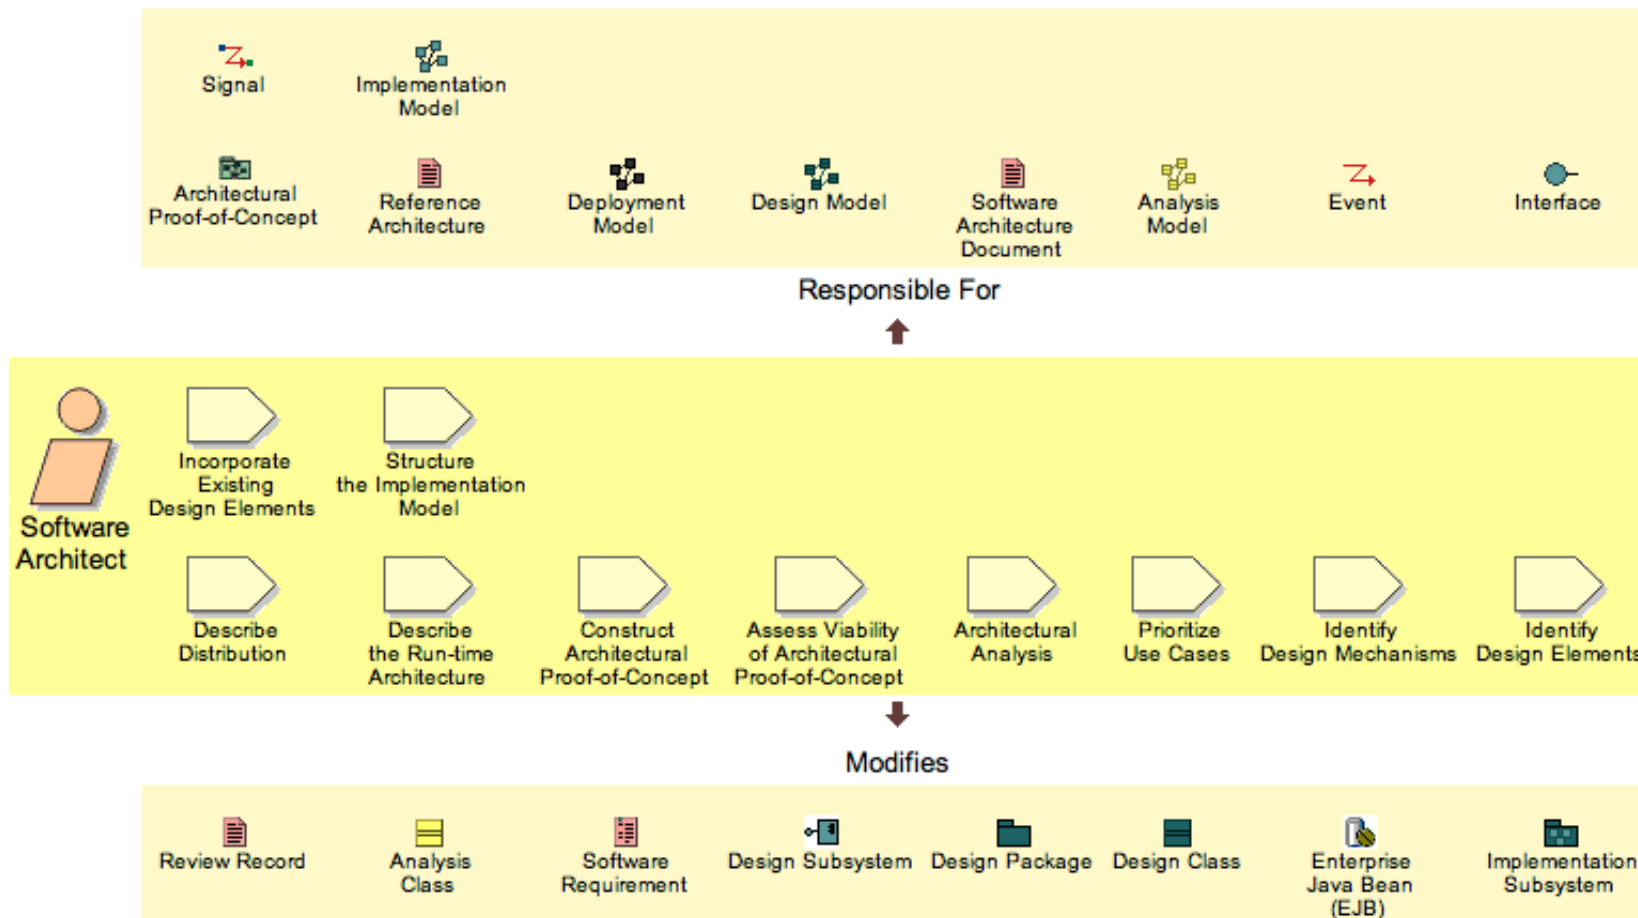 Signal
Implementation
Model
Architectural
Proof-of-Concept
Reference
Architecture
Deployment
Model
Design Model
Software
Architecture
Document
Analysis
Model
Event
Interface
Responsible For
Software
Architect
Incorporate
Existing
Design Elements
Structure
the Implementation
Model
Describe
Distribution
Describe
the Run-time
Architecture
Construct
Architectural
Proof-of-Concept
Assess Viability
of Architectural
Proof-of-Concept
Architectural
Analysis
Prioritize
Use Cases
Identify
Design Mechanisms
Identify
Design Elements
Modifies
Review Record
Analysis
Class
Software
Requirement
Design Subsystem
Design Package
Design Class
Enterprise
Java Bean
(EJB)
Implementation
Subsystem